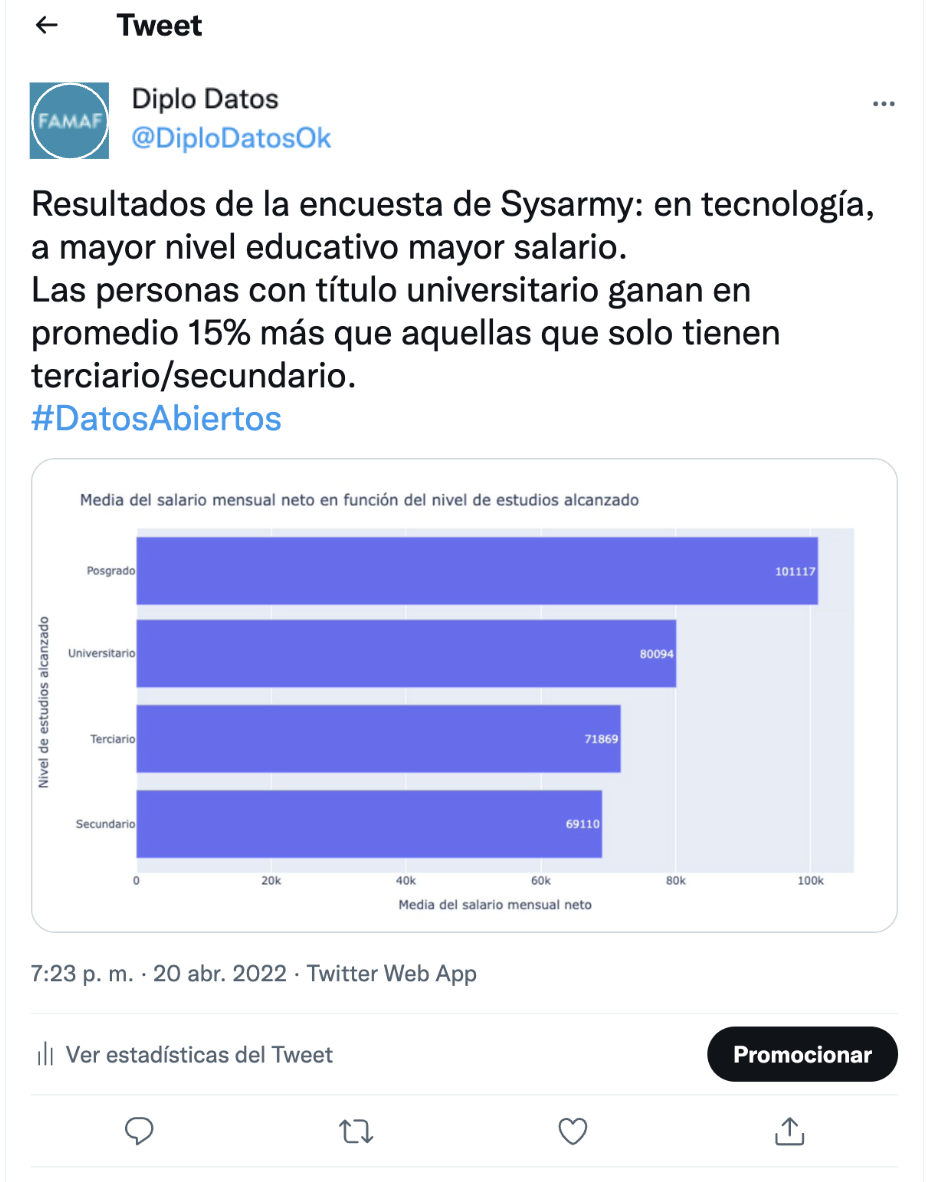 Tweet
FAMAF
Diplo Datos
@DiploDatosOk
Resultados de la encuesta de Sysarmy: en tecnología,
a mayor nivel educativo mayor salario.
Las personas con título universitario ganan en
promedio 15% más que aquellas que solo tienen
terciario/secundario.
#DatosAbiertos
Media del salario mensual neto en función del nivel de estudios alcanzado
Nivel de estudios alcanzado
Posgrado 101117
Universitario 80094
Terciario 71869
Secundario 69110
0 20k 40k 60k 80k 100k
Media del salario mensual neto
7:23 p. m. · 20 abr. 2022 · Twitter Web App
Ver estadísticas del Tweet Promocionar